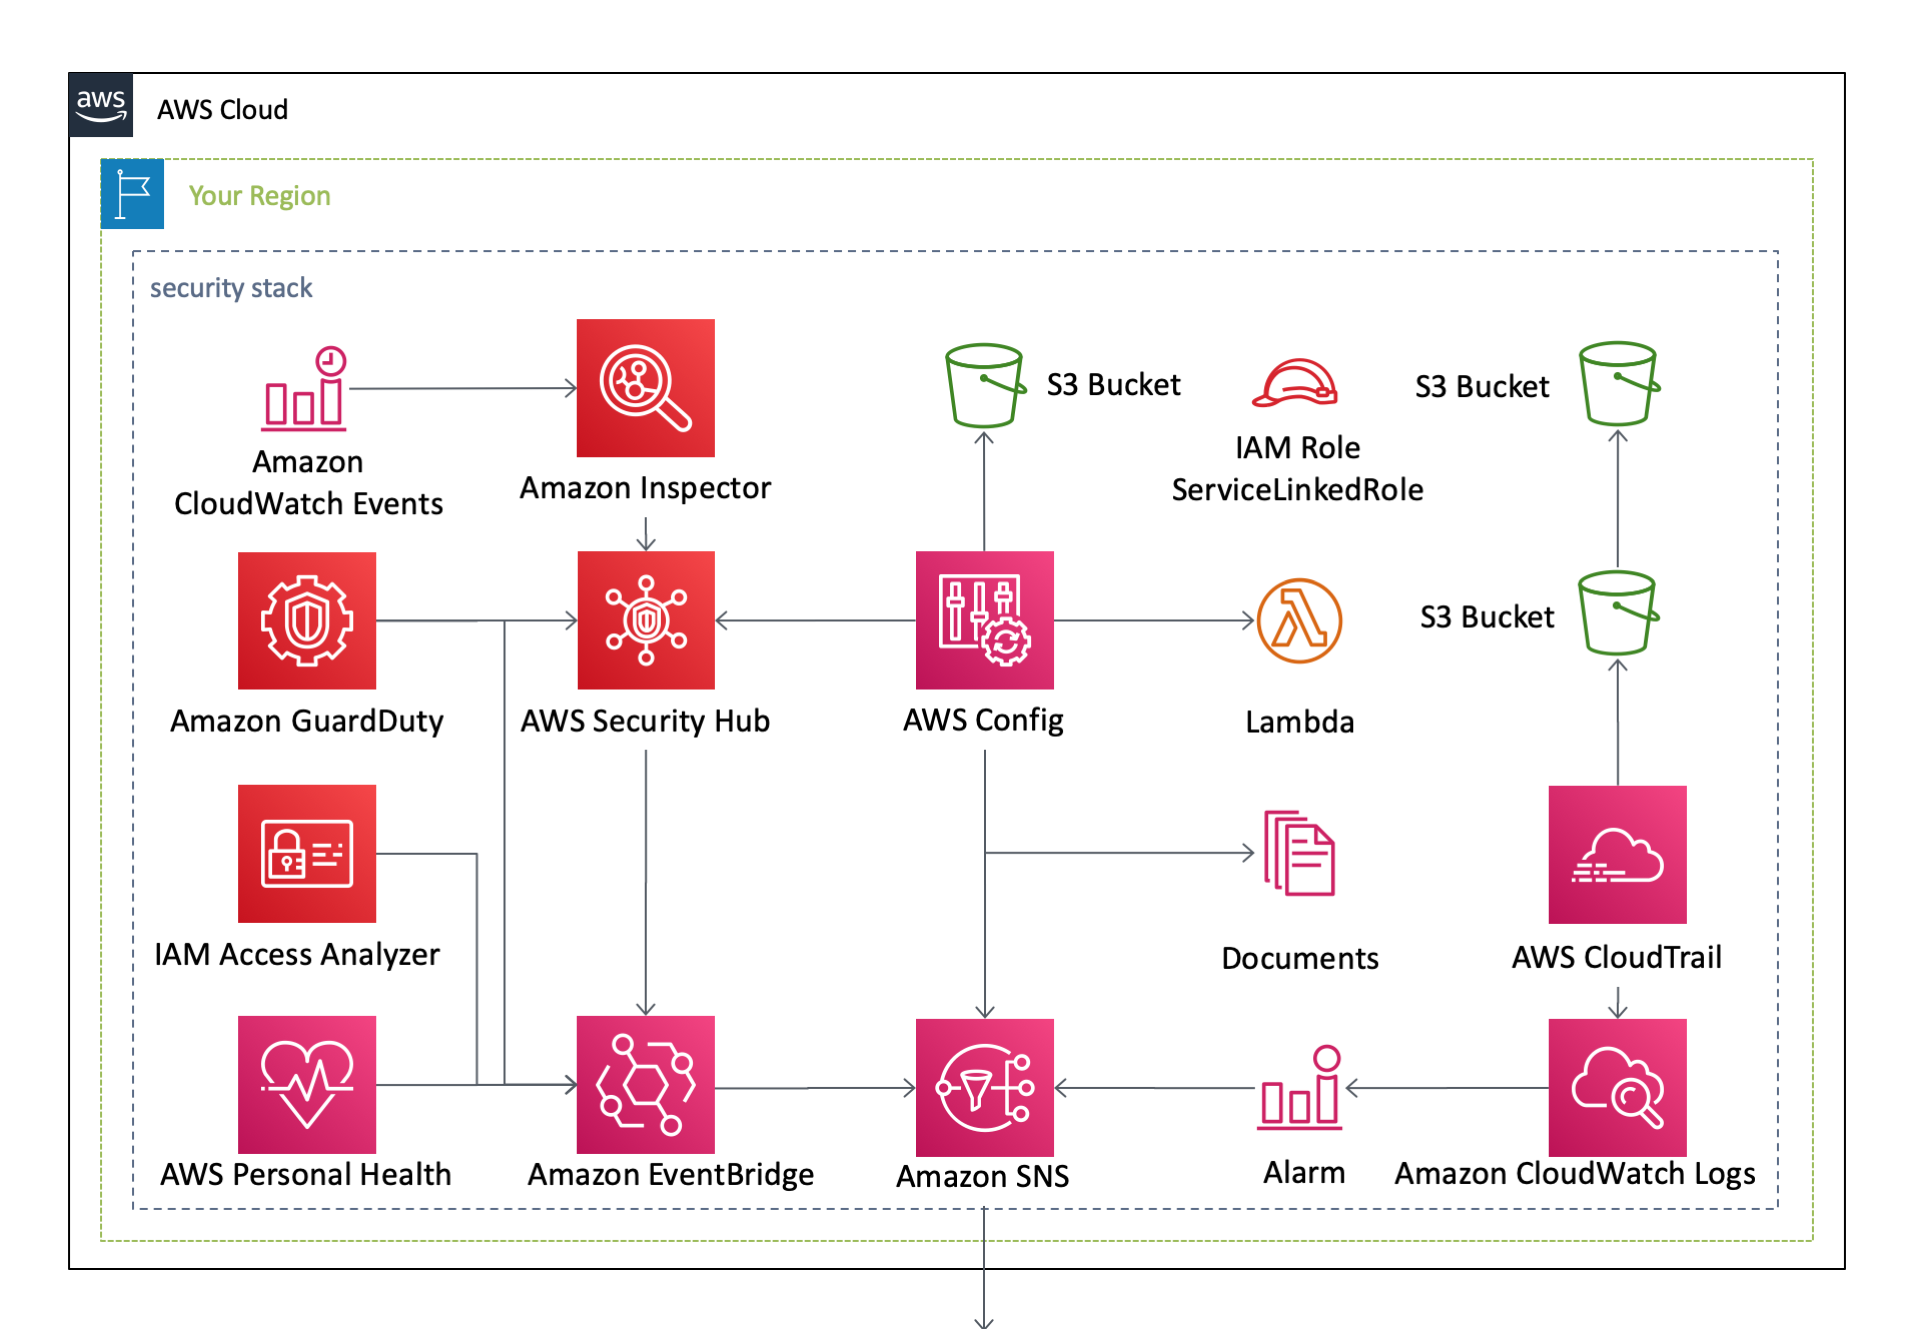 aws
AWS Cloud
Your Region
security stack
Amazon
CloudWatch Events
Amazon Inspector
S3 Bucket
IAM Role
ServiceLinkedRole
S3 Bucket
Amazon GuardDuty
AWS Security Hub
AWS Config
Lambda
S3 Bucket
IAM Access Analyzer
Documents
AWS CloudTrail
AWS Personal Health
Amazon EventBridge
Amazon SNS
Alarm
Amazon CloudWatch Logs